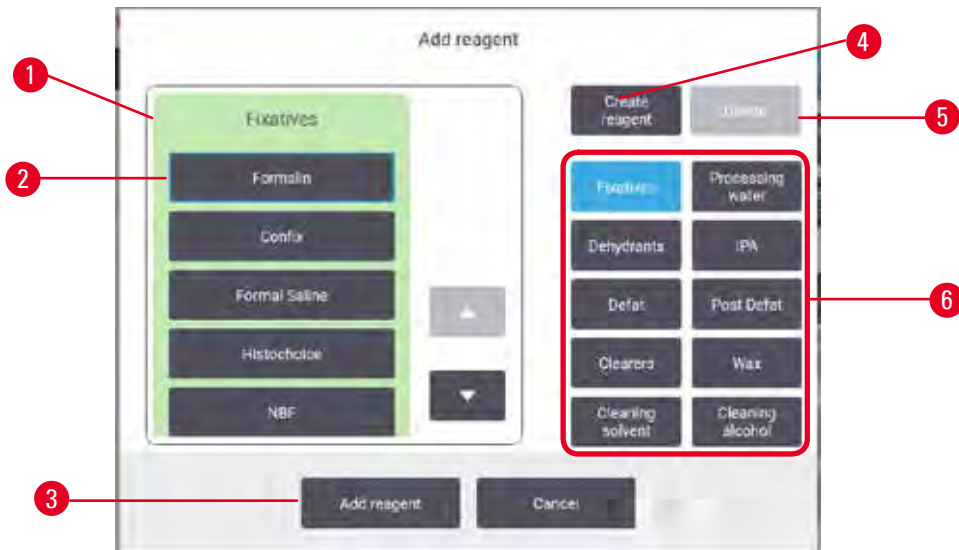 Add reagent
1
Fixatives
2
Formalin
Confix
Formal Saline
Histochoice
NBF
4
Create
reagent
Delete
5
Fixatives
Processing
water
Dehydrants
IPA
Defat
Post Defat
6
Clearers
Wax
Cleaning
solvent
Cleaning
alcohol
3
Add reagent
Cancel